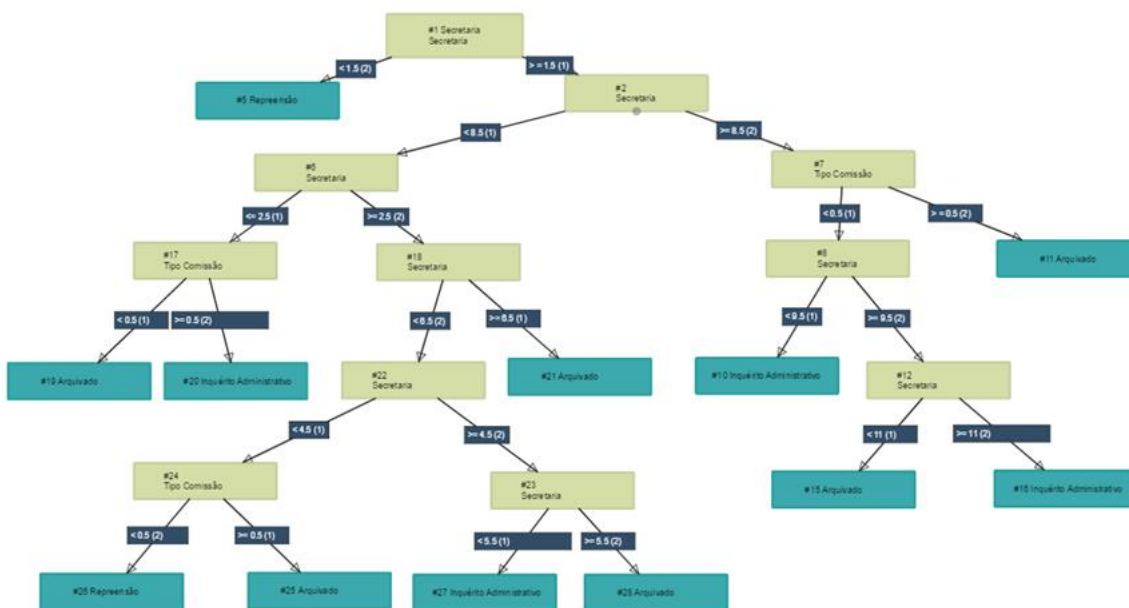 #1 Secretaria
Secretaria
< 1.5 (2)
> = 1.5 (1)
#5 Repreensão
#2
Secretaria
< 8.5 (1)
>= 8.5 (2)
#6
Secretaria
#7
Tipo Comissão
<= 2.5 (1)
>= 2.5 (2)
< 0.5 (1)
> = 0.5 (2)
#17
Tipo Comissão
#18
Secretaria
#8
Secretaria
#11 Arquivado
< 0.5 (1)
>= 0.5 (2)
< 6.5 (2)
>= 6.5 (1)
< 9.5 (1)
>= 9.5 (2)
#19 Arquivado
#20 Inquérito Administrativo
#22
Secretaria
#21 Arquivado
#10 Inquérito Administrativo
#12
Secretaria
< 4.5 (1)
>= 4.5 (2)
< 11 (1)
>= 11 (2)
#24
Tipo Comissão
#23
Secretaria
#15 Arquivado
#16 Inquérito Administrativo
< 0.5 (2)
>= 0.5 (1)
< 5.5 (1)
>= 5.5 (2)
#26 Repreensão
#25 Arquivado
#27 Inquérito Administrativo
#28 Arquivado